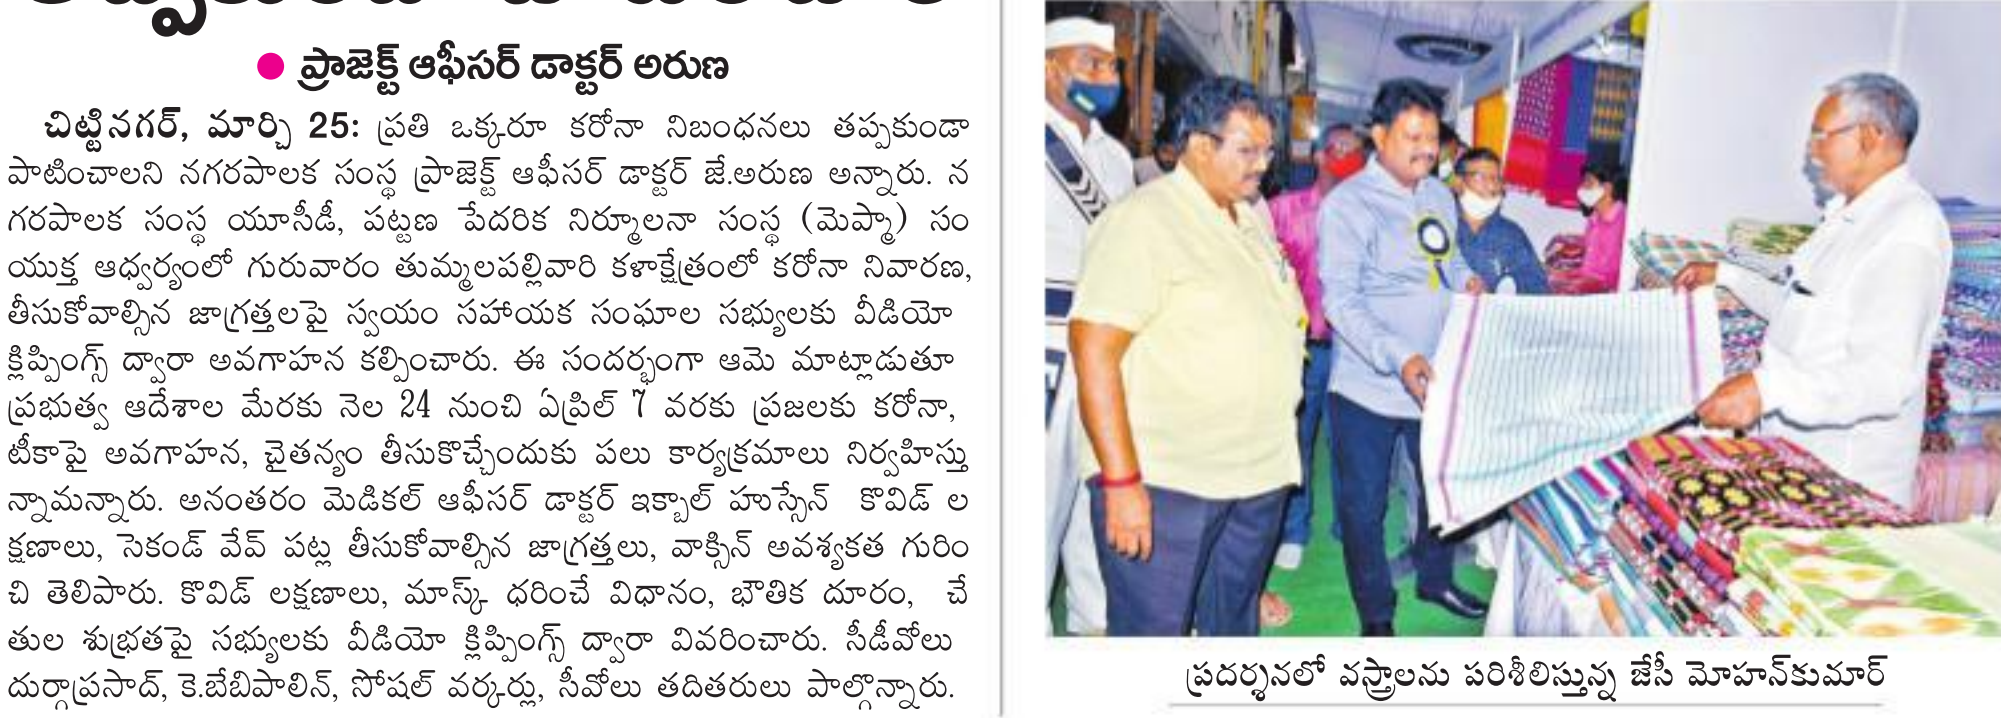 ● ప్రాజెక్ట్ ఆఫీసర్ డాక్టర్ అరుణ
చిట్టినగర్, మార్చి 25: ప్రతి ఒక్కరూ కరోనా నిబంధనలు తప్పకుండా
పాటించాలని నగరపాలక సంస్థ ప్రాజెక్ట్ ఆఫీసర్ డాక్టర్ జే.అరుణ అన్నారు. న
గరపాలక సంస్థ యూసీడీ, పట్టణ పేదరిక నిర్మూలనా సంస్థ (మెప్మా) సం
యుక్త ఆధ్వర్యంలో గురువారం తుమ్మలపల్లివారి కళాక్షేత్రంలో కరోనా నివారణ,
తీసుకోవాల్సిన జాగ్రత్తలపై స్వయం సహాయక సంఘాల సభ్యులకు వీడియో
క్లిప్పింగ్స్ ద్వారా అవగాహన కల్పించారు. ఈ సందర్భంగా ఆమె మాట్లాడుతూ
ప్రభుత్వ ఆదేశాల మేరకు నెల 24 నుంచి ఏప్రిల్ 7 వరకు ప్రజలకు కరోనా,
టీకాపై అవగాహన, చైతన్యం తీసుకొచ్చేందుకు పలు కార్యక్రమాలు నిర్వహిస్తు
న్నామన్నారు. అనంతరం మెడికల్ ఆఫీసర్ డాక్టర్ ఇక్బాల్ హుస్సేన్ కొవిడ్ ల
క్షణాలు, సెకండ్ వేవ్ పట్ల తీసుకోవాల్సిన జాగ్రత్తలు, వాక్సిన్ అవశ్యకత గురిం
చి తెలిపారు. కొవిడ్ లక్షణాలు, మాస్క్ ధరించే విధానం, భౌతిక దూరం, చే
తుల శుభ్రతపై సభ్యులకు వీడియో క్లిప్పింగ్స్ ద్వారా వివరించారు. సీడీవోలు
దుర్గాప్రసాద్, కె.బేబిపాలిన్, సోషల్ వర్కర్లు, సీవోలు తదితరులు పాల్గొన్నారు.
ప్రదర్శనలో వస్త్రాలను పరిశీలిస్తున్న జేసీ మోహన్‌కుమార్